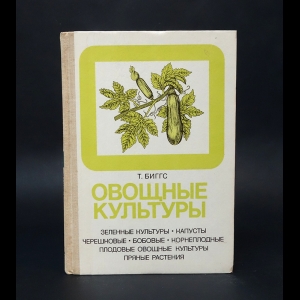 Т. БИГГС
ОВОЩНЫЕ
КУЛЬТУРЫ
ЗЕЛЕННЫЕ КУЛЬТУРЫ • КАПУСТЫ
ЧЕРЕШКОВЫЕ • БОБОВЫЕ • КОРНЕПЛОДНЫЕ
ПЛОДОВЫЕ ОВОЩНЫЕ КУЛЬТУРЫ
ПРЯНЫЕ РАСТЕНИЯ